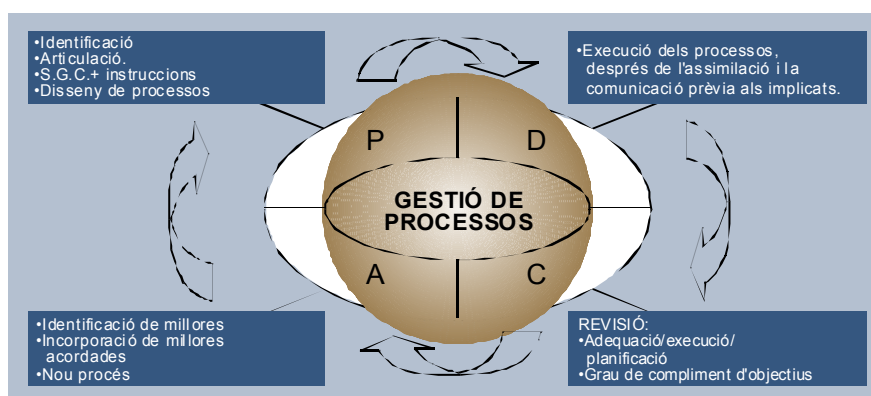 •Identificació
•Articulació.
•S.G.C.+ instruccions
•Disseny de processos
•Execució dels processos,
després de l'assimilació i la
comunicació prèvia als implicats.
P
D
GESTIÓ DE
PROCESSOS
A
C
•Identificació de millores
•Incorporació de millores
acordades
•Nou procés
REVISIÓ:
•Adequació/execució/
planificació
•Grau de compliment d'objectius